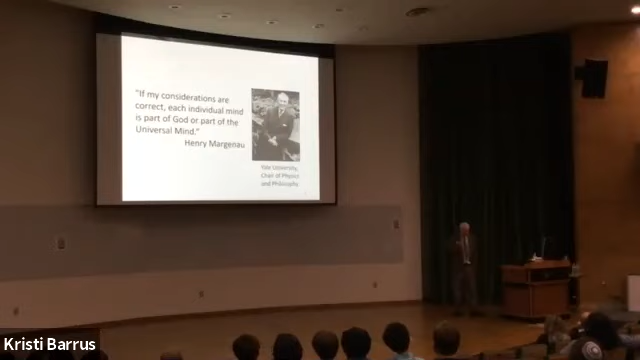 "If my considerations are
correct, each individual mind
is part of God or part of the
Universal Mind."
Henry Margenau
Yale University,
Chair of Physics
and Philosophy
Kristi Barrus